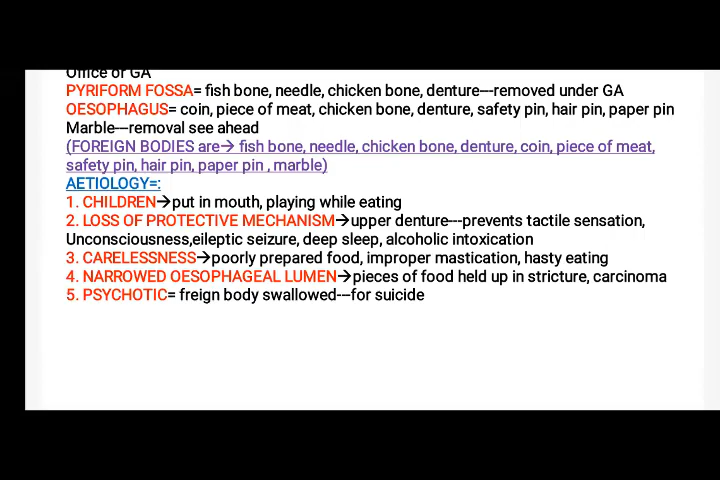 Office or GA
PYRIFORM FOSSA= fish bone, needle, chicken bone, denture---removed under GA
OESOPHAGUS= coin, piece of meat, chicken bone, denture, safety pin, hair pin, paper pin
Marble---removal see ahead
(FOREIGN BODIES are→ fish bone, needle, chicken bone, denture, coin, piece of meat,
safety pin, hair pin, paper pin , marble)
AETIOLOGY=:
1. CHILDREN→put in mouth, playing while eating
2. LOSS OF PROTECTIVE MECHANISM→upper denture---prevents tactile sensation,
Unconsciousness,eileptic seizure, deep sleep, alcoholic intoxication
3. CARELESSNESS→poorly prepared food, improper mastication, hasty eating
4. NARROWED OESOPHAGEAL LUMEN→pieces of food held up in stricture, carcinoma
5. PSYCHOTIC= freign body swallowed---for suicide